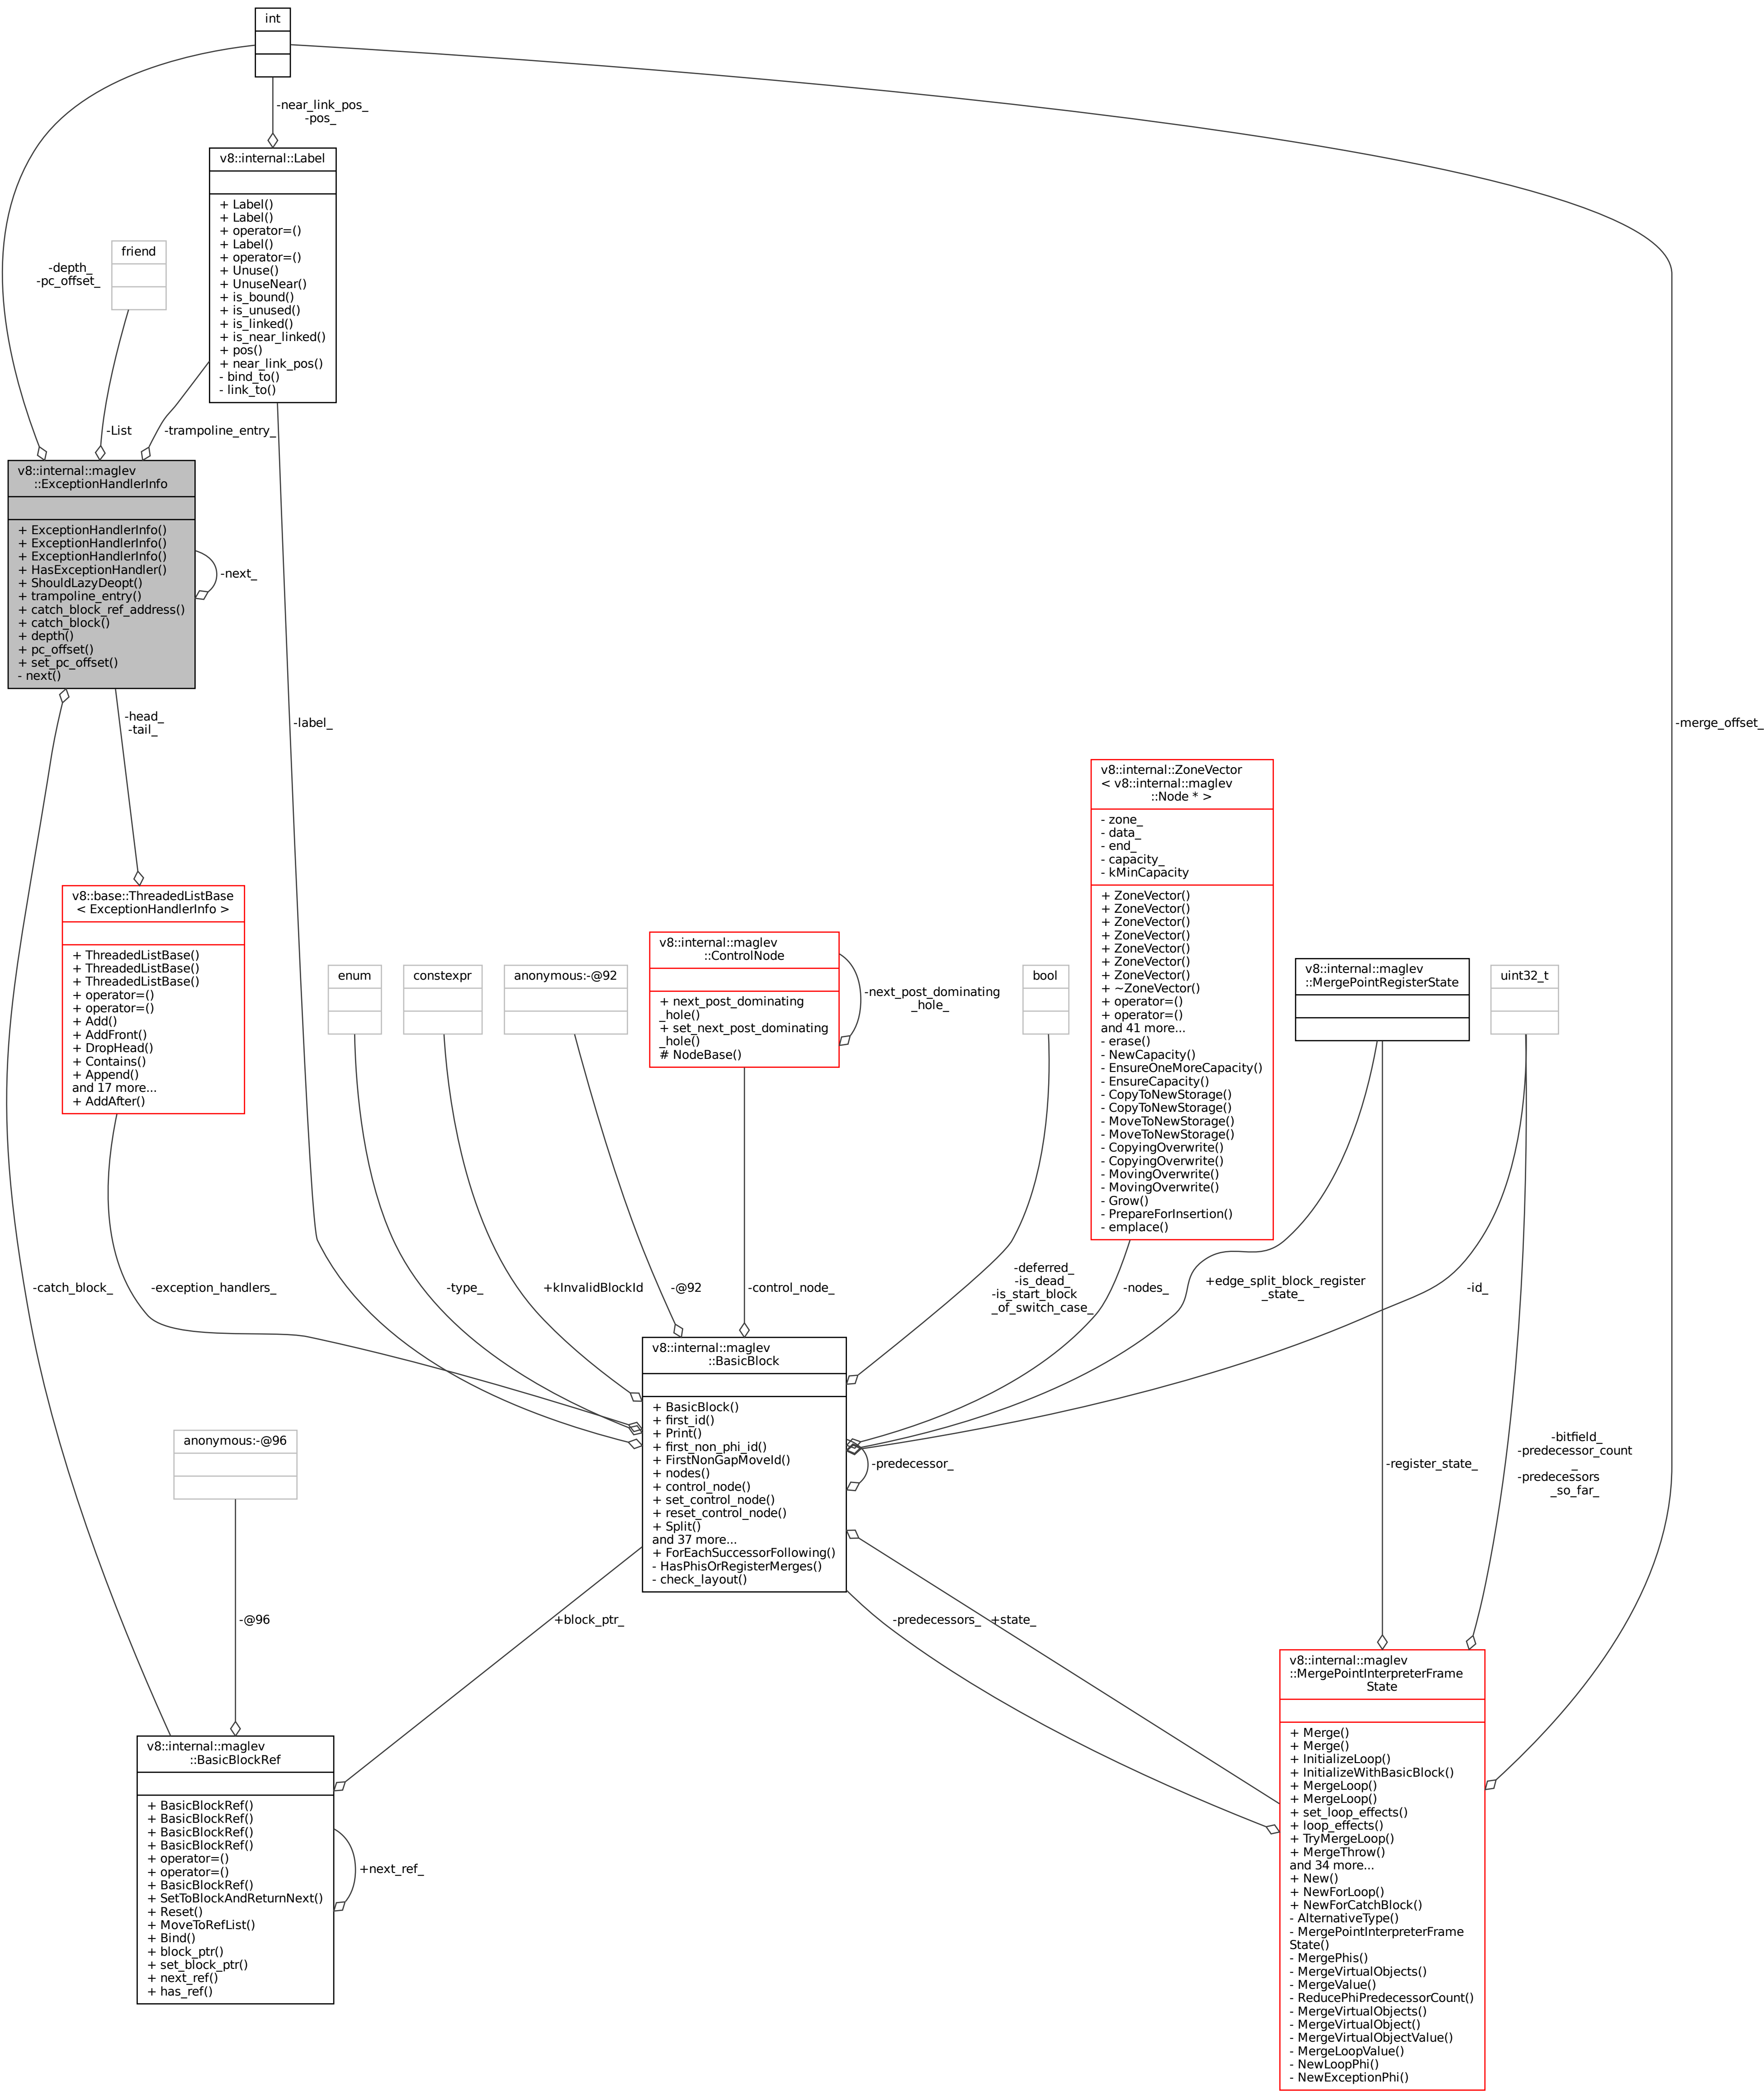 int
-near_link_pos_
-pos_
v8::internal::Label
+ Label()
+ Label()
+ operator=()
+ Label()
+ operator=()
+ Unuse()
+ UnuseNear()
+ is_bound()
+ is_unused()
+ is_linked()
+ is_near_linked()
+ pos()
+ near_link_pos()
- bind_to()
- link_to()
friend
-depth_
-pc_offset_
-List
-trampoline_entry_
v8::internal::maglev
::ExceptionHandlerInfo
+ ExceptionHandlerInfo()
+ ExceptionHandlerInfo()
+ ExceptionHandlerInfo()
+ HasExceptionHandler()
+ ShouldLazyDeopt()
+ trampoline_entry()
+ catch_block_ref_address()
+ catch_block()
+ depth()
+ pc_offset()
+ set_pc_offset()
- next()
-next_
-head_
-tail_
-label_
-merge_offset_
v8::internal::ZoneVector
< v8::internal::maglev
::Node * >
- zone_
- data_
- end_
- capacity_
- kMinCapacity
+ ZoneVector()
+ ZoneVector()
+ ZoneVector()
+ ZoneVector()
+ ZoneVector()
+ ZoneVector()
+ ZoneVector()
+ ~ZoneVector()
+ operator=()
+ operator=()
and 41 more...
- erase()
- NewCapacity()
- EnsureOneMoreCapacity()
- EnsureCapacity()
- CopyToNewStorage()
- CopyToNewStorage()
- MoveToNewStorage()
- MoveToNewStorage()
- CopyingOverwrite()
- CopyingOverwrite()
- MovingOverwrite()
- MovingOverwrite()
- Grow()
- PrepareForInsertion()
- emplace()
v8::base::ThreadedListBase
< ExceptionHandlerInfo >
+ ThreadedListBase()
+ ThreadedListBase()
+ ThreadedListBase()
+ operator=()
+ operator=()
+ Add()
+ AddFront()
+ DropHead()
+ Contains()
+ Append()
and 17 more...
+ AddAfter()
enum
constexpr
anonymous:-@92
v8::internal::maglev
::ControlNode
+ next_post_dominating
_hole()
+ set_next_post_dominating
_hole()
# NodeBase()
-next_post_dominating
_hole_
bool
v8::internal::maglev
::MergePointRegisterState
uint32_t
-catch_block_
-exception_handlers_
-type_
+kInvalidBlockId
-@92
-control_node_
-deferred_
-is_dead_
-is_start_block
_of_switch_case_
-nodes_
+edge_split_block_register
_state_
-id_
v8::internal::maglev
::BasicBlock
+ BasicBlock()
+ first_id()
+ Print()
+ first_non_phi_id()
+ FirstNonGapMoveId()
+ nodes()
+ control_node()
+ set_control_node()
+ reset_control_node()
+ Split()
and 37 more...
+ ForEachSuccessorFollowing()
- HasPhisOrRegisterMerges()
- check_layout()
-predecessor_
anonymous:-@96
-register_state_
-bitfield_
-predecessor_count
_
-predecessors
_so_far_
-@96
+block_ptr_
-predecessors_
+state_
v8::internal::maglev
::BasicBlockRef
+ BasicBlockRef()
+ BasicBlockRef()
+ BasicBlockRef()
+ BasicBlockRef()
+ operator=()
+ operator=()
+ BasicBlockRef()
+ SetToBlockAndReturnNext()
+ Reset()
+ MoveToRefList()
+ Bind()
+ block_ptr()
+ set_block_ptr()
+ next_ref()
+ has_ref()
+next_ref_
v8::internal::maglev
::MergePointInterpreterFrame
State
+ Merge()
+ Merge()
+ InitializeLoop()
+ InitializeWithBasicBlock()
+ MergeLoop()
+ MergeLoop()
+ set_loop_effects()
+ loop_effects()
+ TryMergeLoop()
+ MergeThrow()
and 34 more...
+ New()
+ NewForLoop()
+ NewForCatchBlock()
- AlternativeType()
- MergePointInterpreterFrame
State()
- MergePhis()
- MergeVirtualObjects()
- MergeValue()
- ReducePhiPredecessorCount()
- MergeVirtualObjects()
- MergeVirtualObject()
- MergeVirtualObjectValue()
- MergeLoopValue()
- NewLoopPhi()
- NewExceptionPhi()